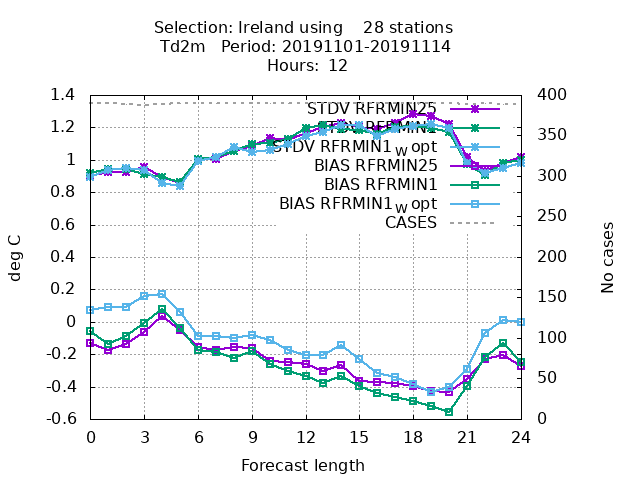 Selection: Ireland using    28 stations
Td2m   Period: 20191101-20191114
Hours:  12
1.4
1.2
1
0.8
0.6
0.4
0.2
0
-0.2
-0.4
-0.6
deg C
400
350
300
250
200
150
100
50
0
No cases
STDV RFRMIN25
STDV RFRMIN1
STDV RFRMIN1W opt
BIAS RFRMIN25
BIAS RFRMIN1
BIAS RFRMIN1W opt
CASES
0 3 6 9 12 15 18 21 24
Forecast length